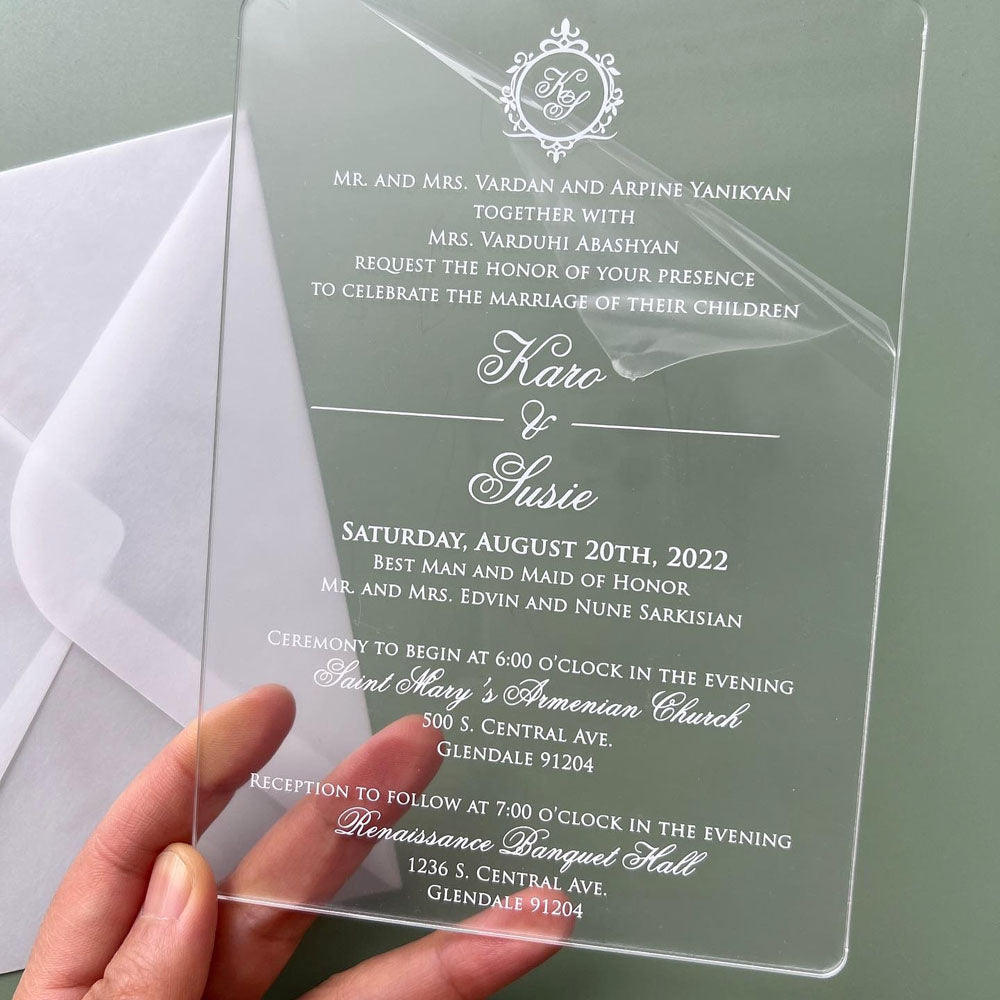 KS
Mr. and Mrs. Vardan and Arpine Yanikyan
together with
Mrs. Varduhi Abashyan
request the honor of your presence
to celebrate the marriage of their children
Karo
&
Susie
Saturday, August 20th, 2022
Best Man and Maid of Honor
Mr. and Mrs. Edvin and Nune Sarkisian
Ceremony to begin at 6:00 o'clock in the evening
Saint Mary's Armenian Church
500 S. Central Ave.
Glendale 91204
Reception to follow at 7:00 o'clock in the evening
Renaissance Banquet Hall
1236 S. Central Ave.
Glendale 91204